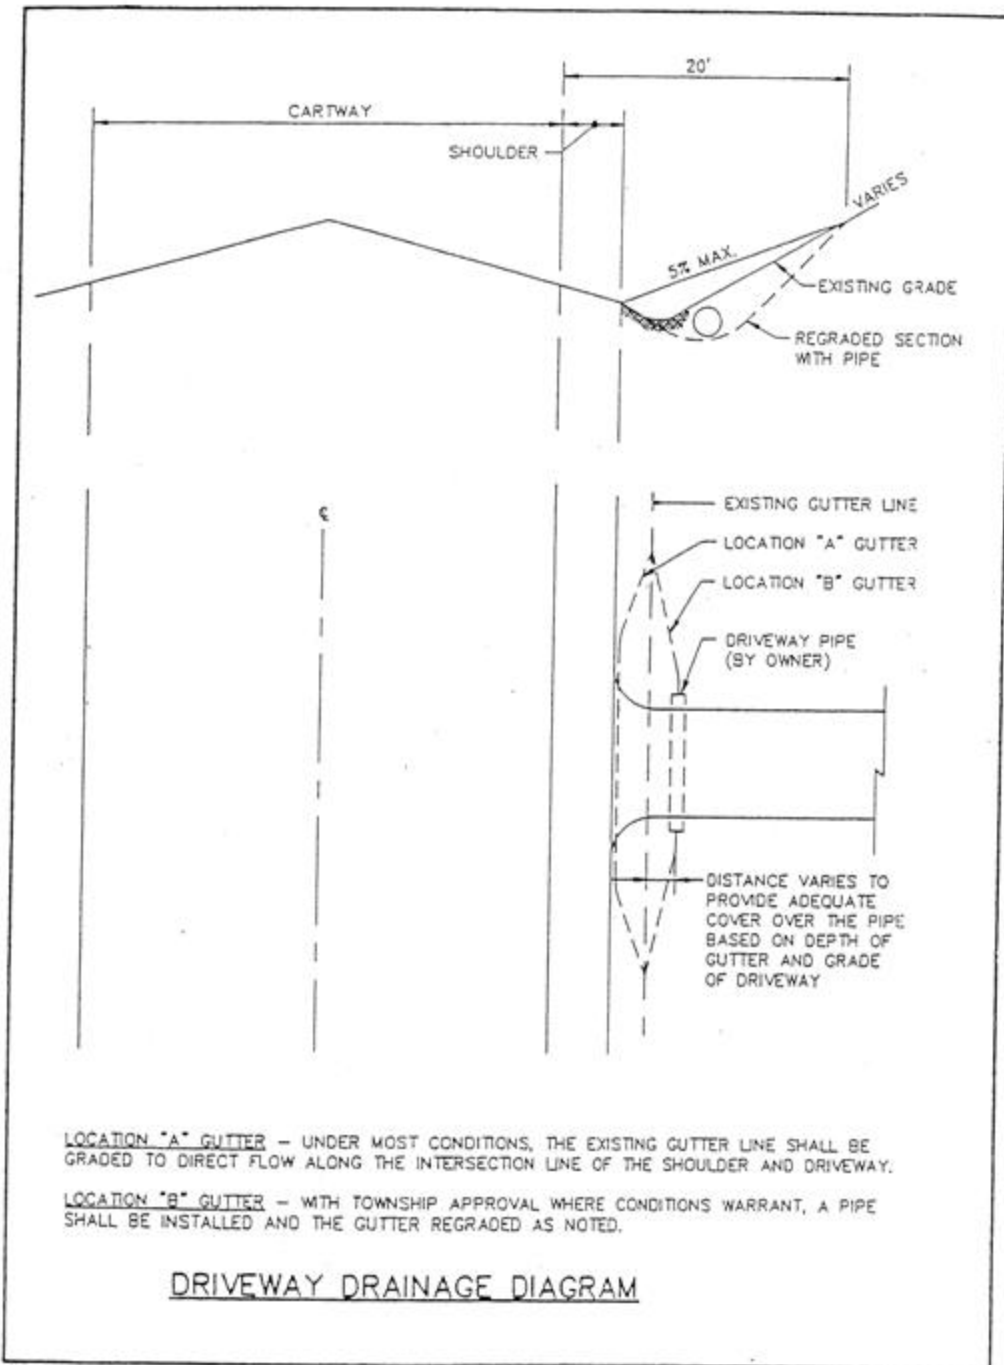 20'
CARTWAY
SHOULDER
VARIES
5% MAX.
EXISTING GRADE
REGRADED SECTION
WITH PIPE
EXISTING GUTTER LINE
℄
LOCATION "A" GUTTER
LOCATION "B" GUTTER
DRIVEWAY PIPE
(BY OWNER)
DISTANCE VARIES TO
PROVIDE ADEQUATE
COVER OVER THE PIPE
BASED ON DEPTH OF
GUTTER AND GRADE
OF DRIVEWAY
LOCATION "A" GUTTER – UNDER MOST CONDITIONS, THE EXISTING GUTTER LINE SHALL BE
GRADED TO DIRECT FLOW ALONG THE INTERSECTION LINE OF THE SHOULDER AND DRIVEWAY.
LOCATION "B" GUTTER – WITH TOWNSHIP APPROVAL WHERE CONDITIONS WARRANT, A PIPE
SHALL BE INSTALLED AND THE GUTTER REGRADED AS NOTED.
DRIVEWAY DRAINAGE DIAGRAM